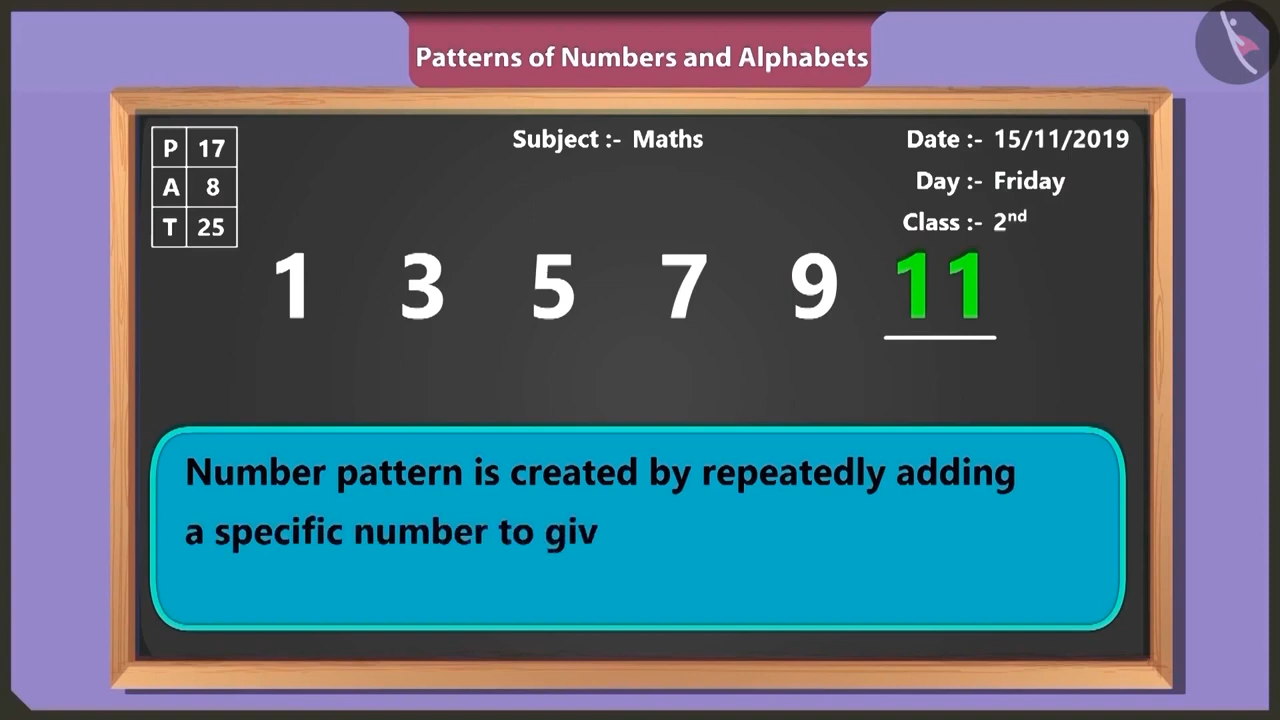 Patterns of Numbers and Alphabets
P 17
A 8
T 25
Subject :- Maths
Date :- 15/11/2019
Day :- Friday
Class :- 2nd
1 3 5 7 9 11
Number pattern is created by repeatedly adding
a specific number to giv